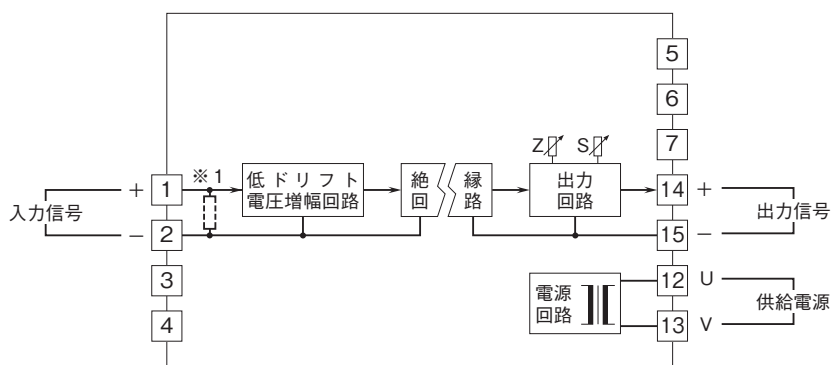 5
6
7
Z S
※1
+ 1 低ドリフト 絶 縁 出力 14 +
電圧増幅回路 回 路 回路
入力信号 出力信号
− 2 15 −
3 電源 12 U
回路 供給電源
4 13 V